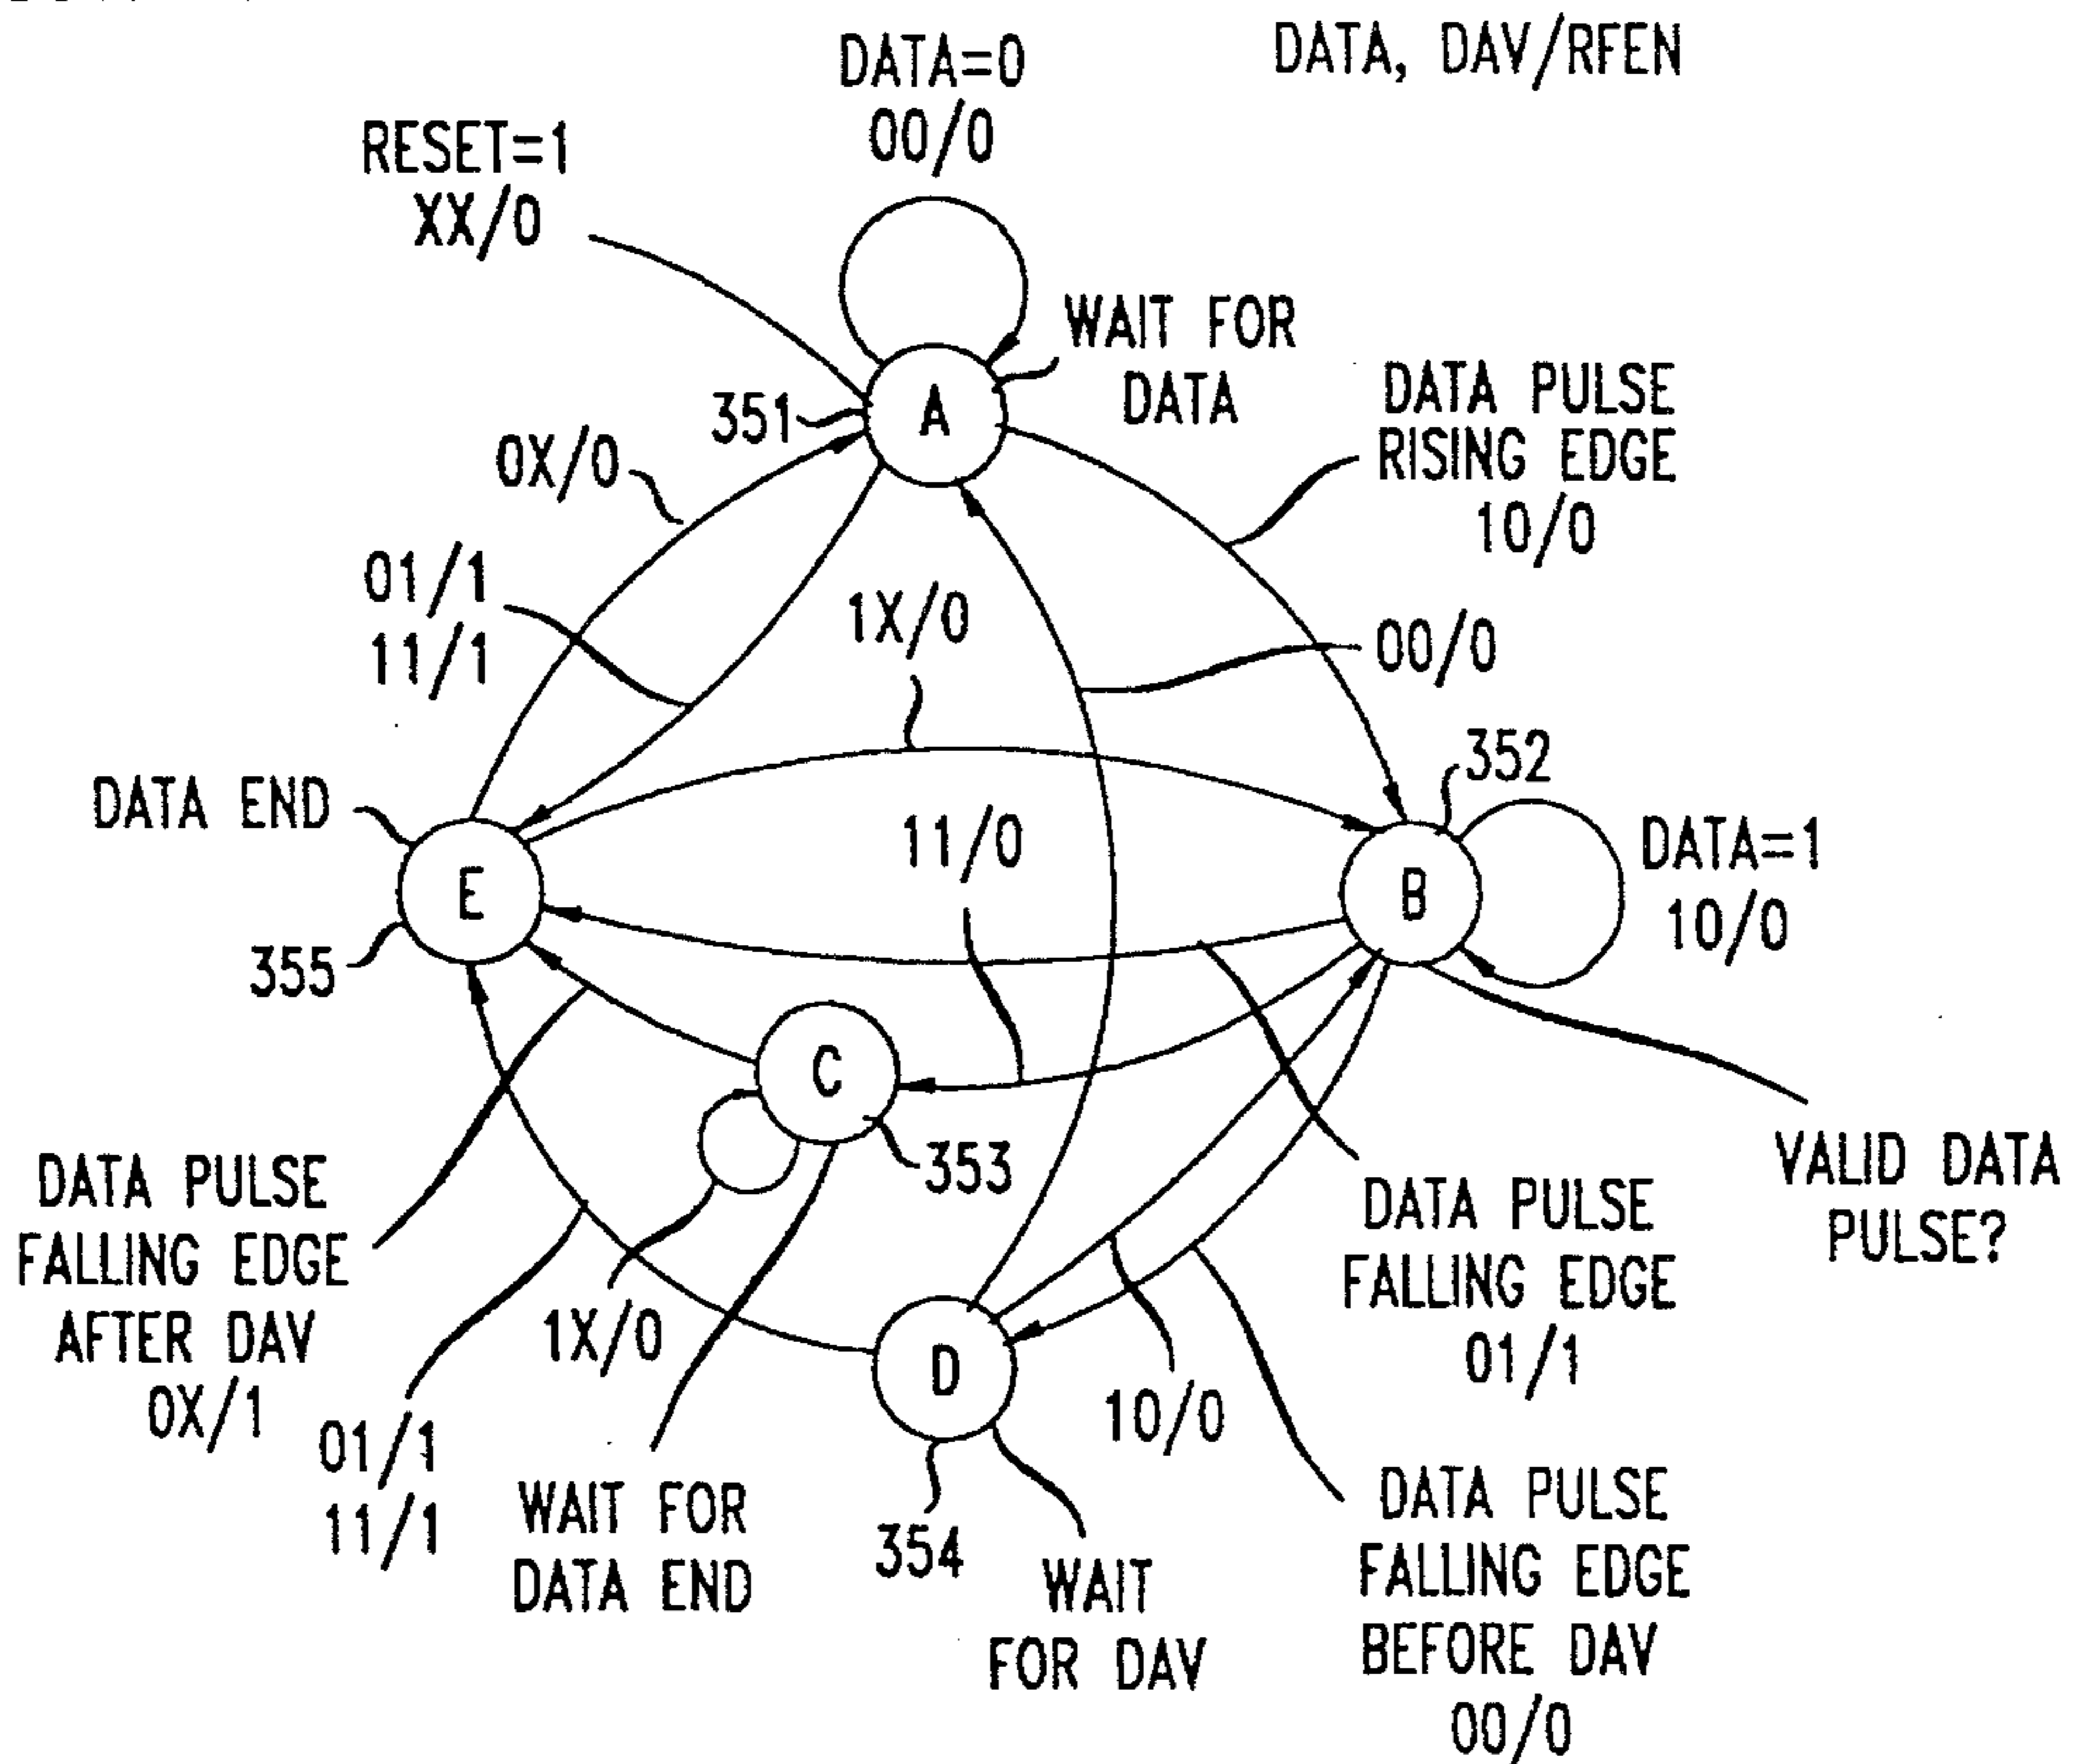 DATA, DAV/RFEN
DATA=0
00/0
RESET=1
XX/0
WAIT FOR
DATA
351
A
DATA PULSE
RISING EDGE
10/0
0X/0
01/1
11/1
1X/0
00/0
352
DATA END
11/0
DATA=1
10/0
E
B
355
C
353
VALID DATA
PULSE?
DATA PULSE
FALLING EDGE
AFTER DAV
0X/1
DATA PULSE
FALLING EDGE
01/1
1X/0
D
10/0
01/1
11/1
WAIT FOR
DATA END
354
WAIT
FOR DAV
DATA PULSE
FALLING EDGE
BEFORE DAV
00/0